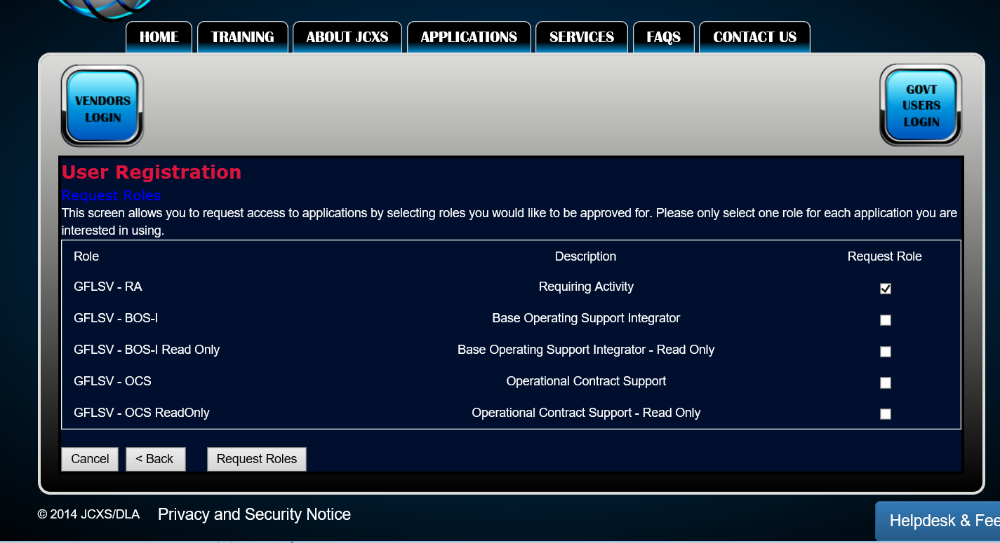 HOME TRAINING ABOUT JCXS APPLICATIONS SERVICES FAQS CONTACT US
VENDORS
LOGIN
GOVT
USERS
LOGIN
User Registration
Request Roles
This screen allows you to request access to applications by selecting roles you would like to be approved for. Please only select one role for each application you are
interested in using.
Role Description Request Role
GFLSV - RA Requiring Activity
GFLSV - BOS-I Base Operating Support Integrator
GFLSV - BOS-I Read Only Base Operating Support Integrator - Read Only
GFLSV - OCS Operational Contract Support
GFLSV - OCS ReadOnly Operational Contract Support - Read Only
Cancel < Back Request Roles
© 2014 JCXS/DLA Privacy and Security Notice
Helpdesk &